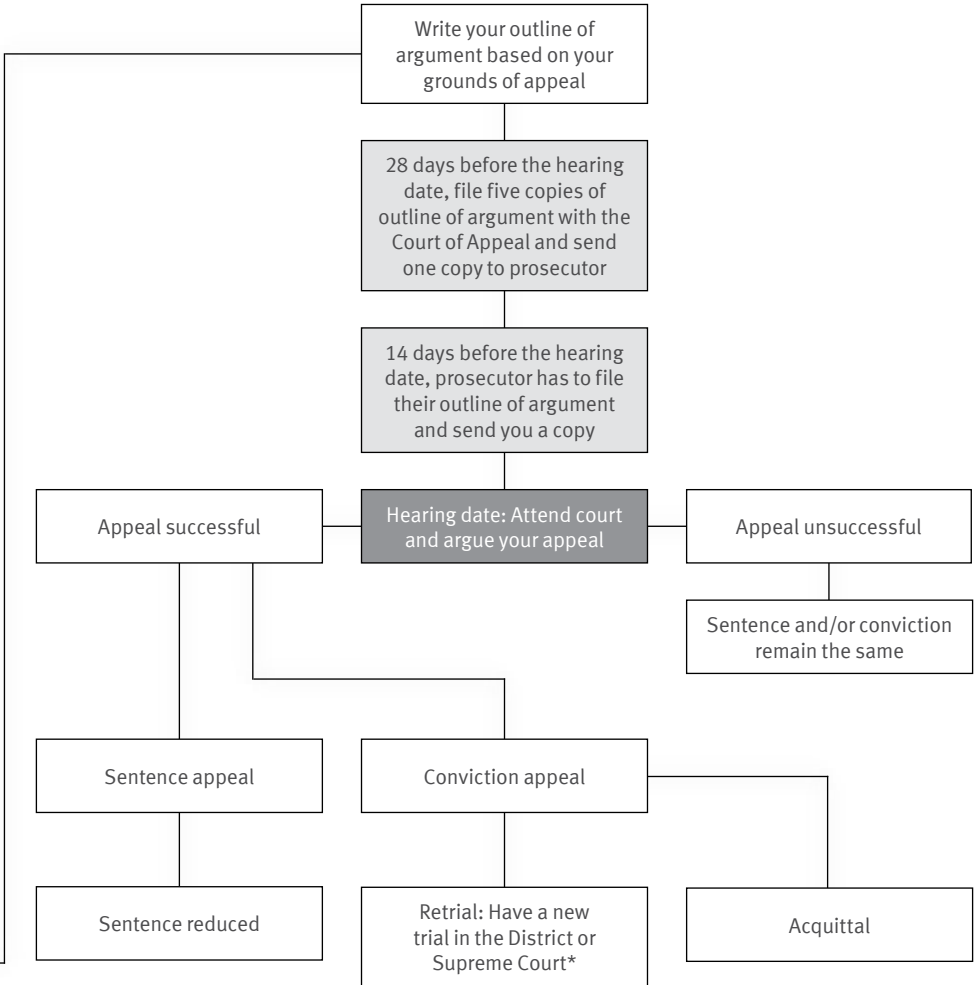 Write your outline of
argument based on your
grounds of appeal
28 days before the hearing
date, file five copies of
outline of argument with the
Court of Appeal and send
one copy to prosecutor
14 days before the hearing
date, prosecutor has to file
their outline of argument
and send you a copy
Appeal successful
Hearing date: Attend court
and argue your appeal
Appeal unsuccessful
Sentence and/or conviction
remain the same
Sentence appeal
Conviction appeal
Sentence reduced
Retrial: Have a new
trial in the District or
Supreme Court*
Acquittal